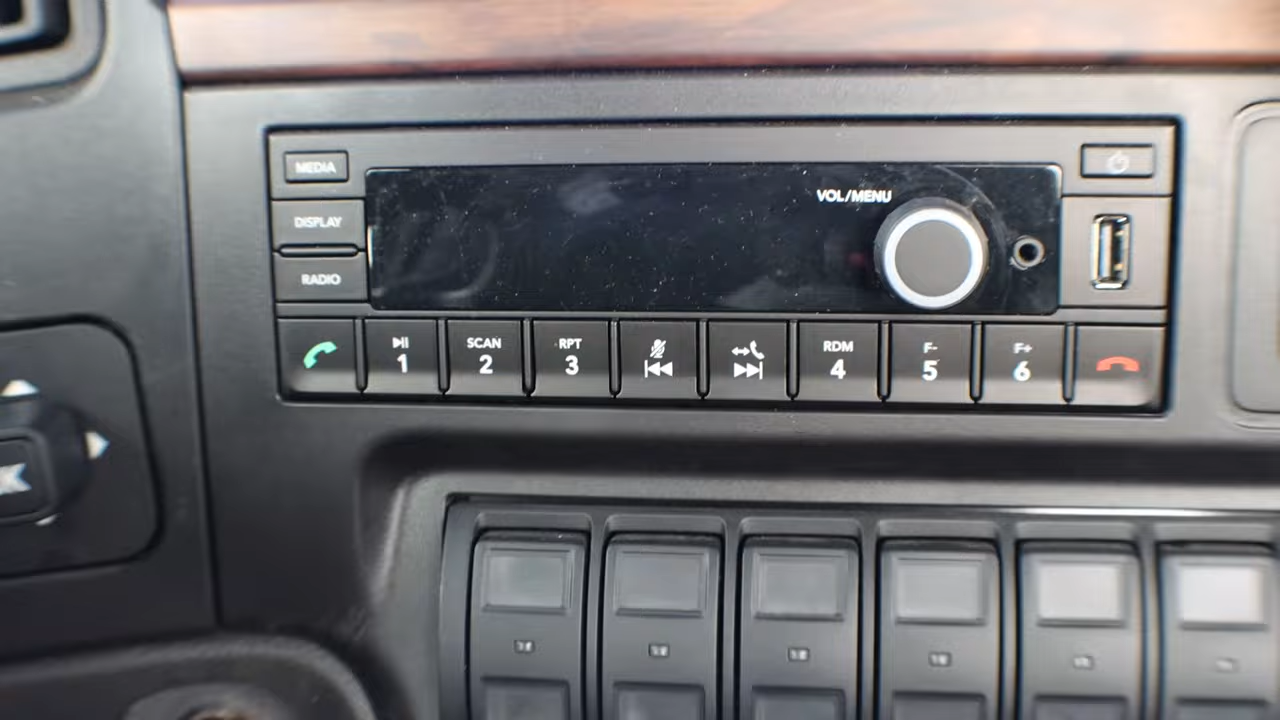 MEDIA
DISPLAY
RADIO
VOL/MENU
1
SCAN
2
RPT
3
RDM
4
F-
5
F+
6